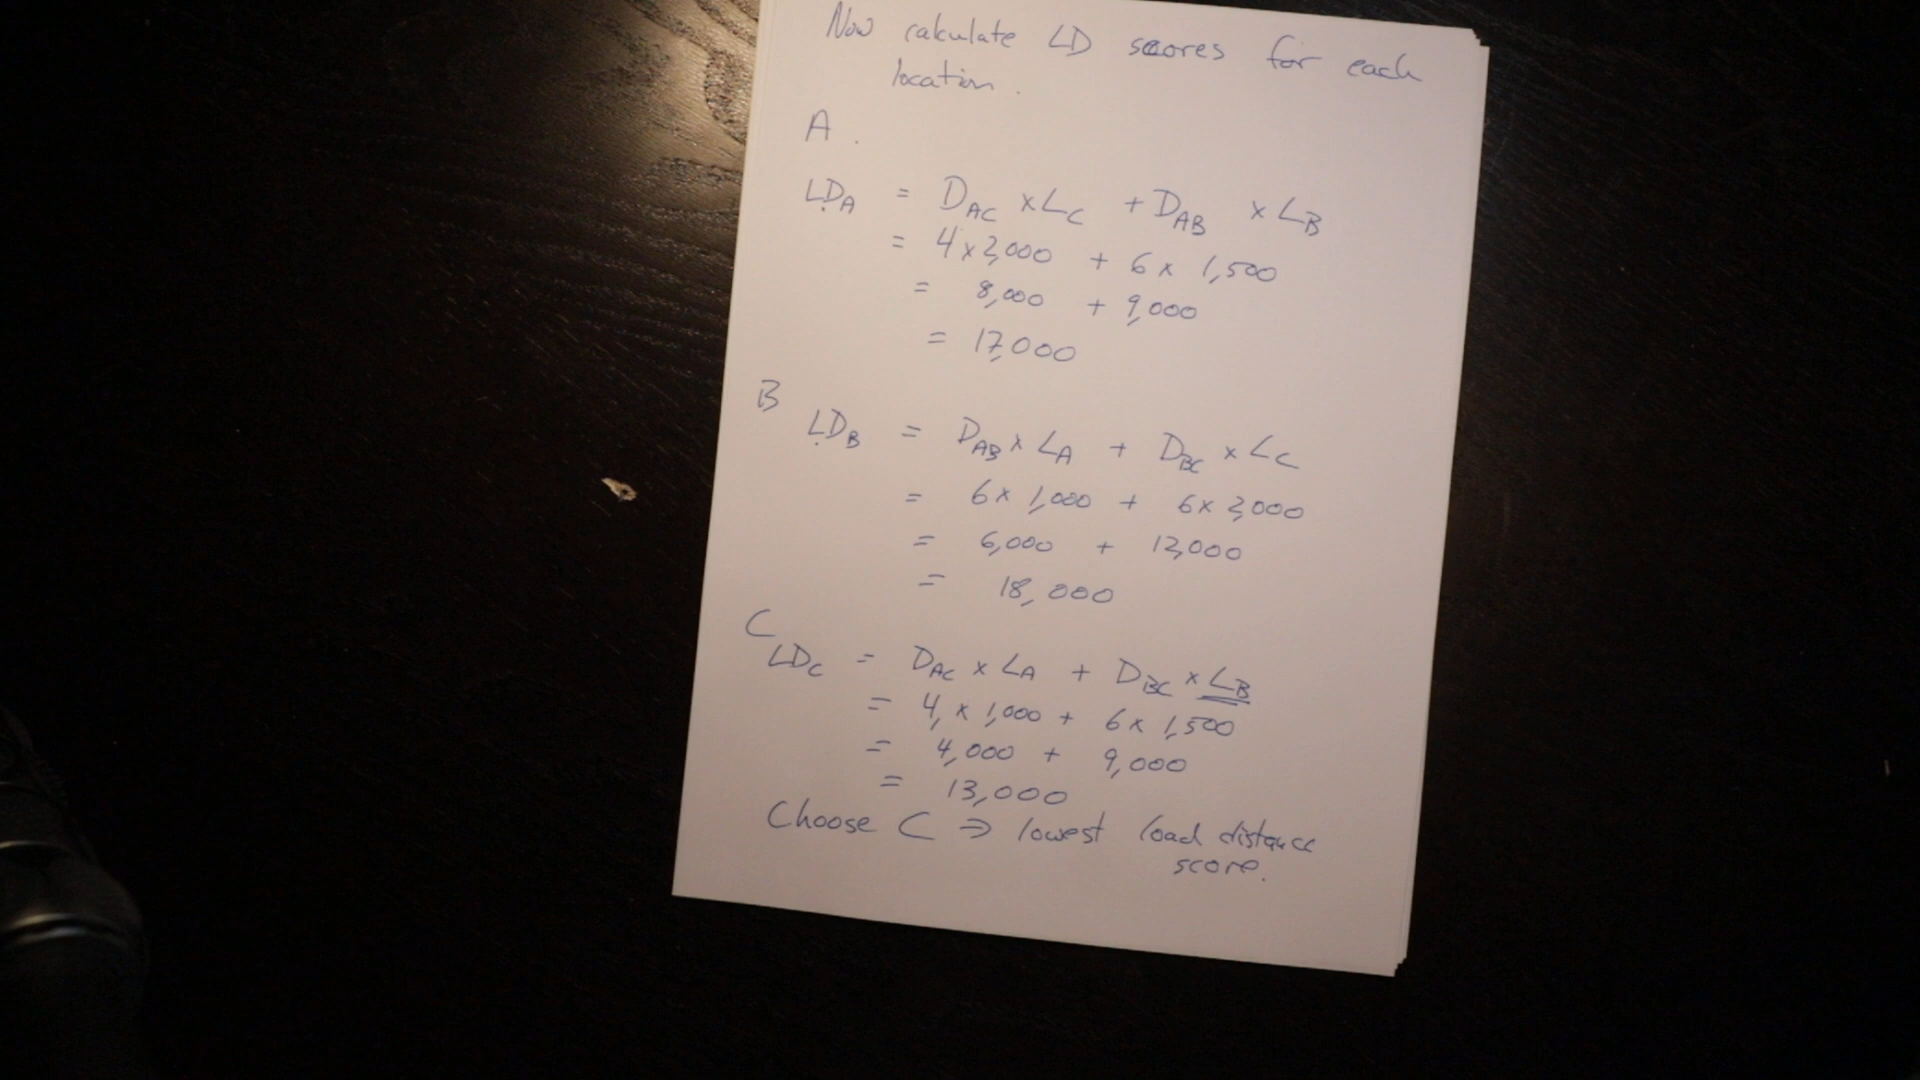 Now calculate LD scores for each
location.
A.
LDA = DAC x LC + DAB x LB
= 4 x 2,000 + 6 x 1,500
= 8,000 + 9,000
= 17,000
B
LDB = DAB x LA + DBC x LC
= 6 x 1,000 + 6 x 2,000
= 6,000 + 12,000
= 18,000
C
LDC = DAC x LA + DBC x LB
= 4 x 1,000 + 6 x 1,500
= 4,000 + 9,000
= 13,000
Choose C ⇒ lowest load distance
score.